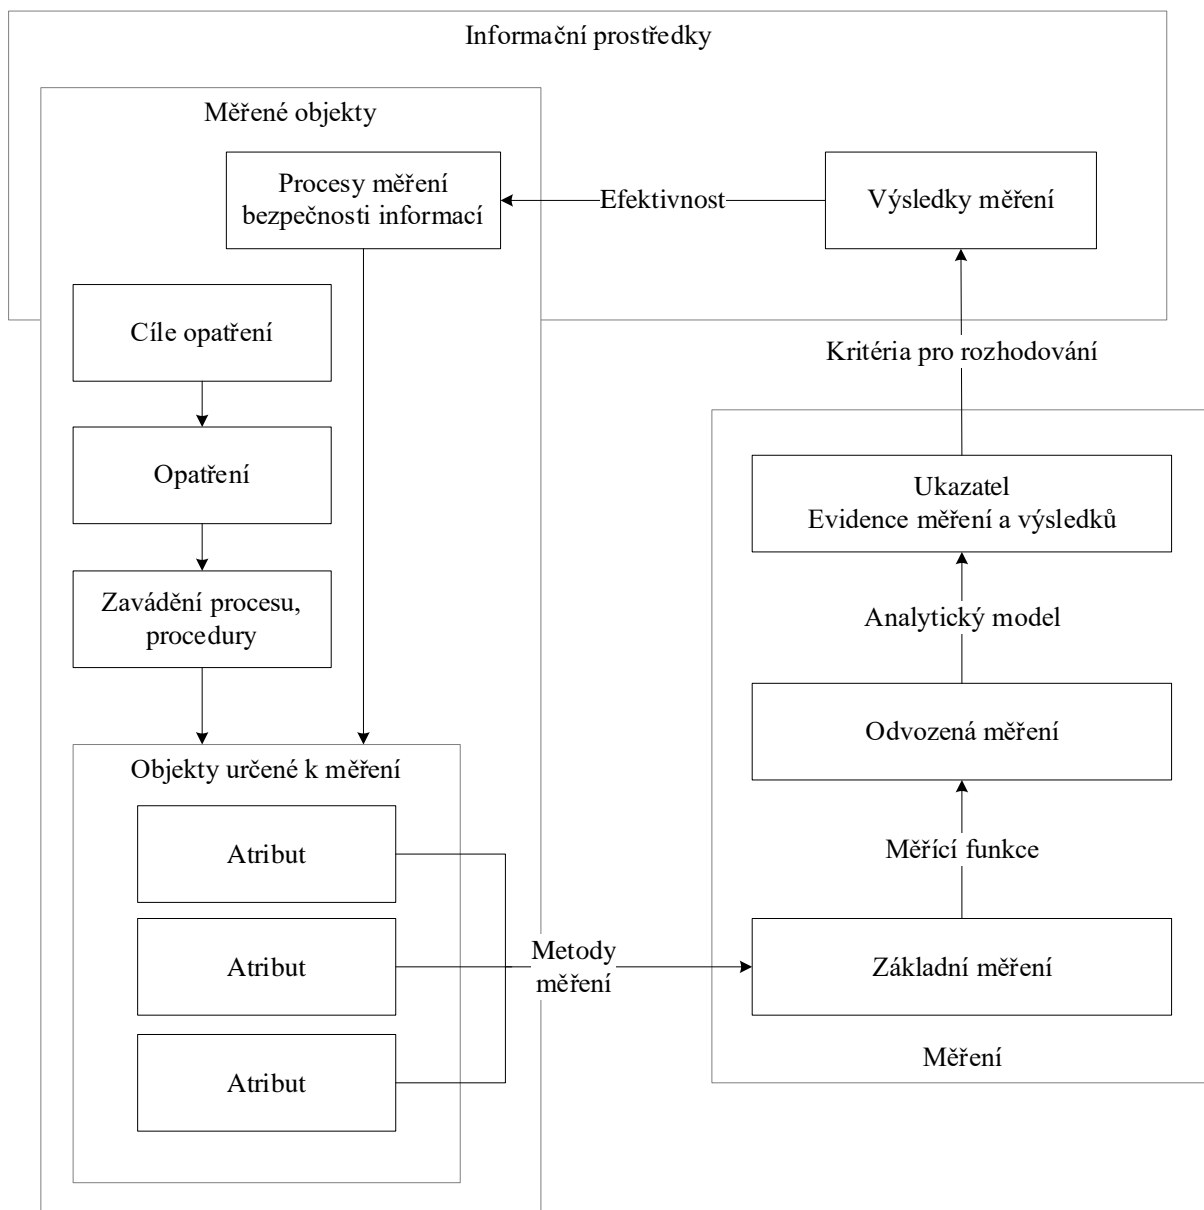 Informační prostředky
Měřené objekty
Procesy měření
bezpečnosti informací
Efektivnost
Výsledky měření
Cíle opatření
Kritéria pro rozhodování
Opatření
Ukazatel
Evidence měření a výsledků
Zavádění procesu,
procedury
Analytický model
Odvozená měření
Objekty určené k měření
Atribut
Měřící funkce
Atribut
Metody
měření
Základní měření
Atribut
Měření